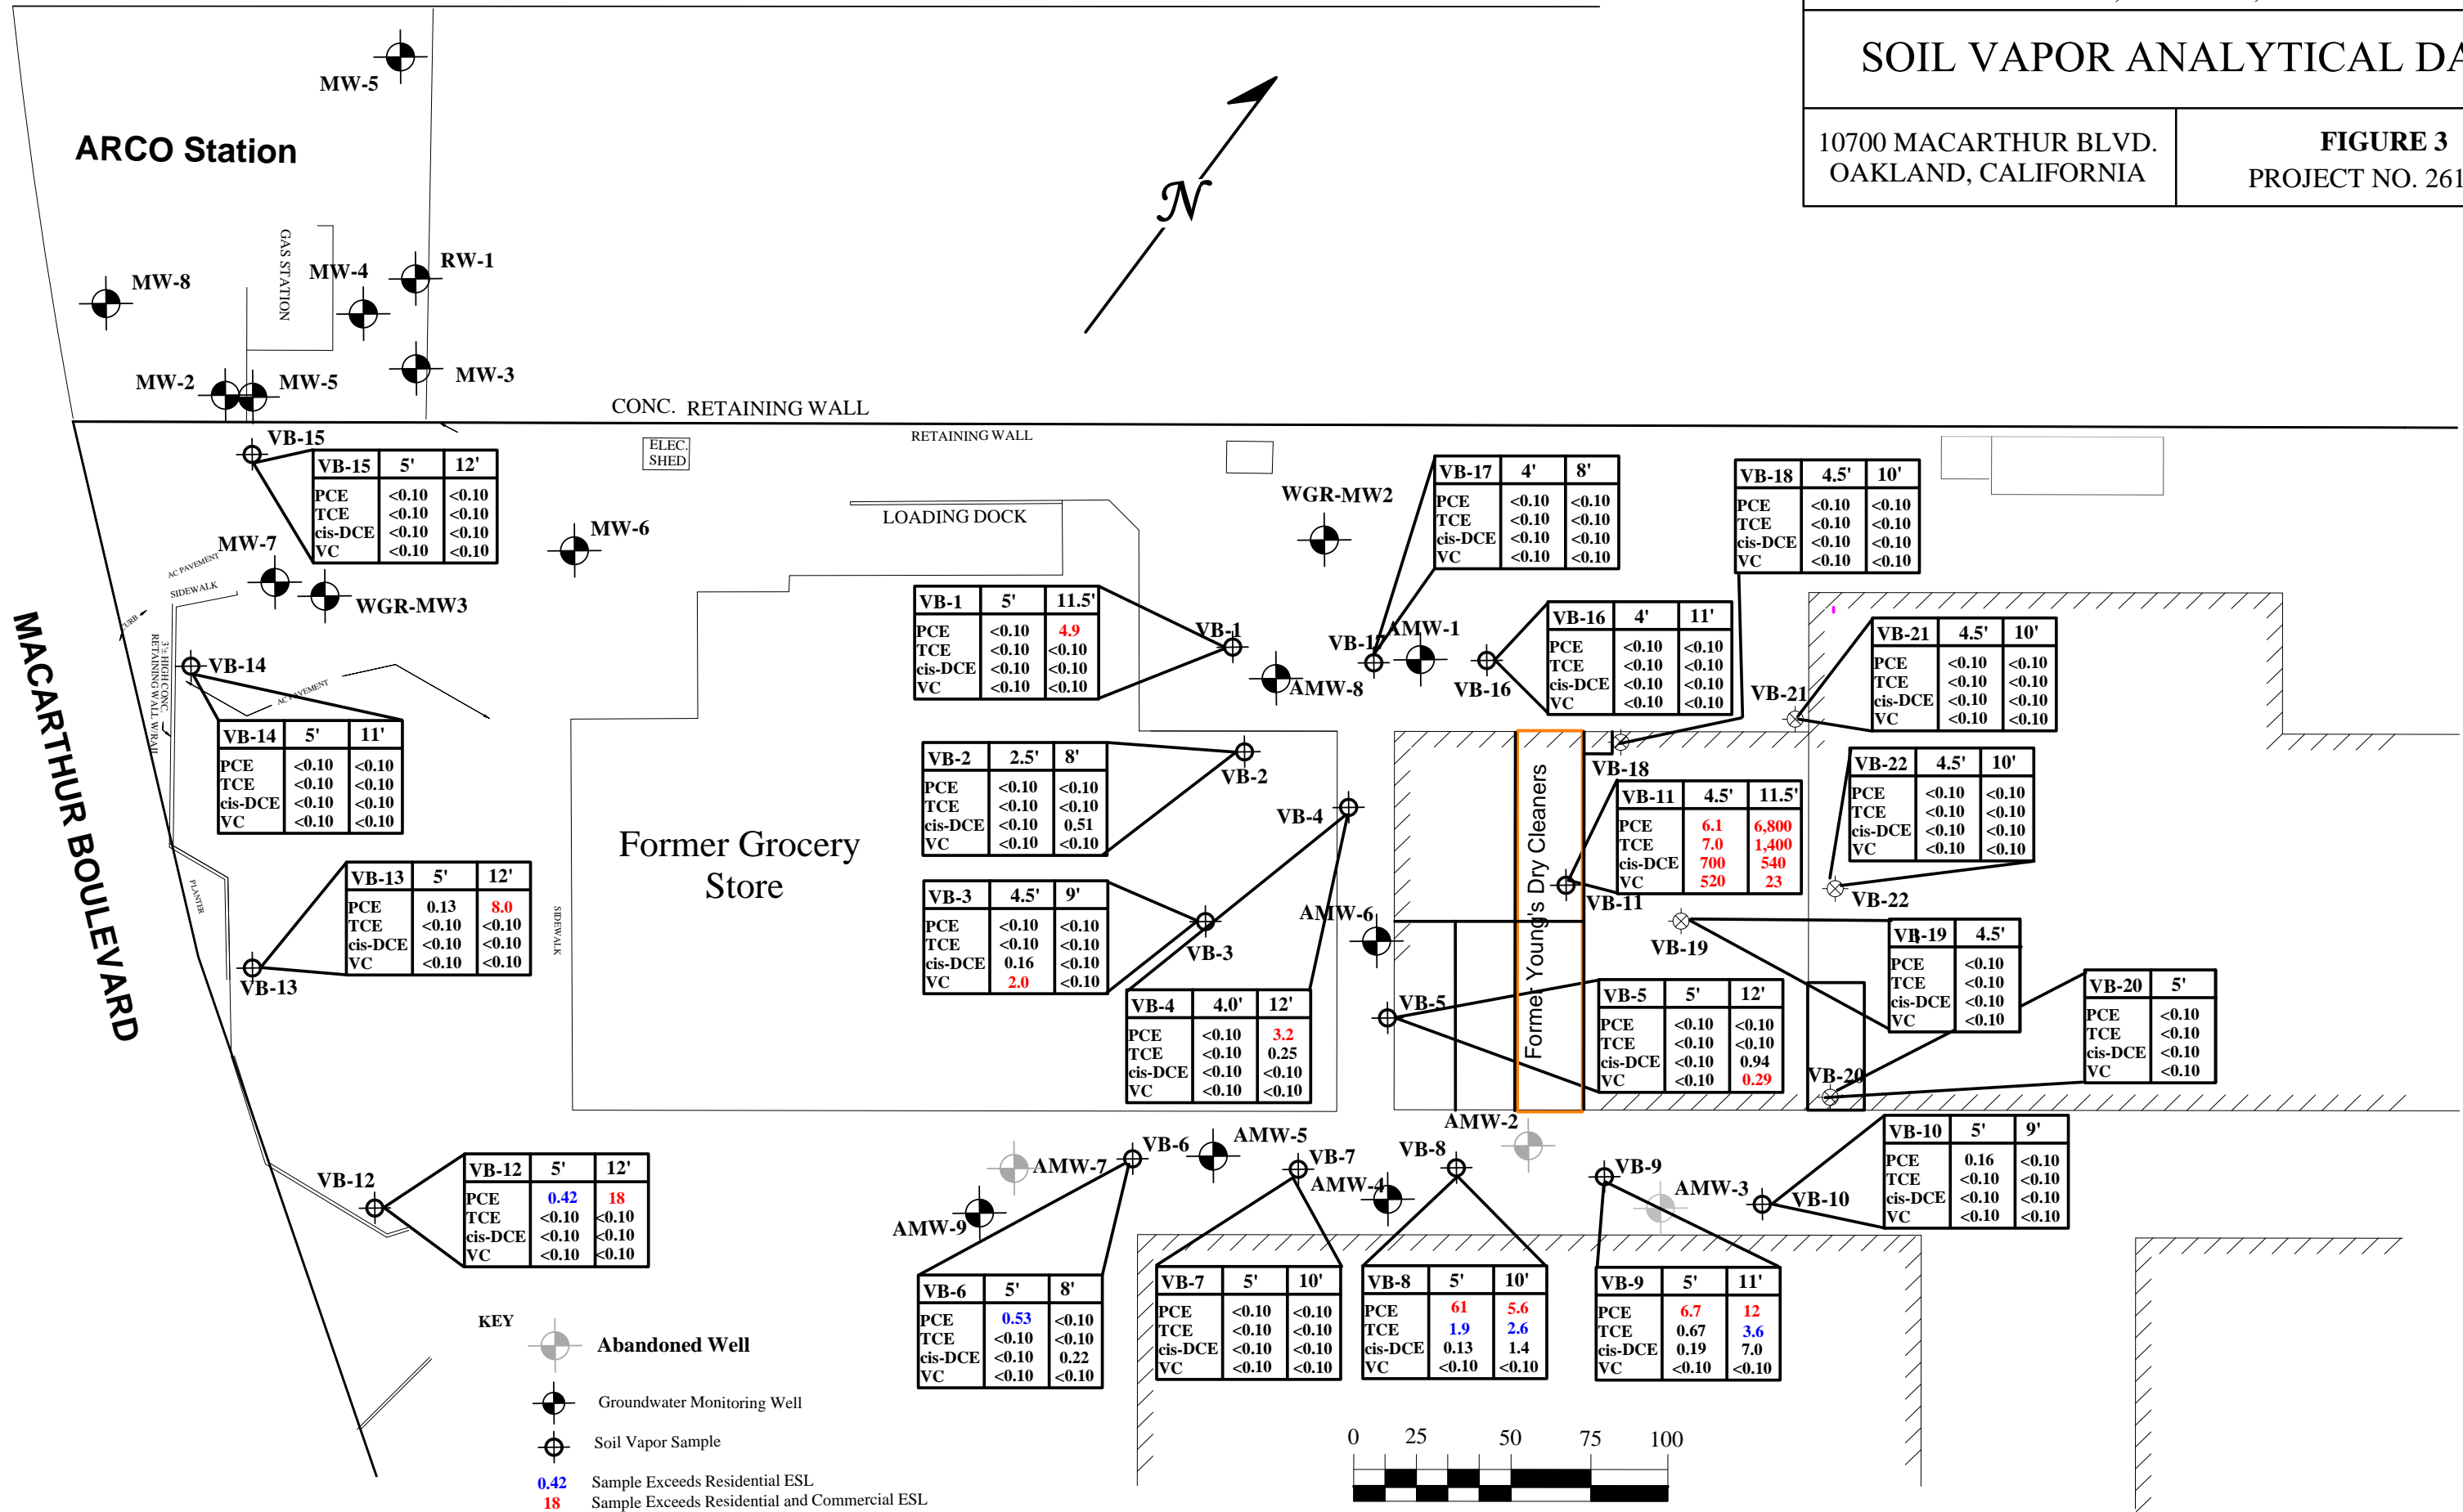 SOIL VAPOR ANALYTICAL DA
10700 MACARTHUR BLVD.
OAKLAND, CALIFORNIA
FIGURE 3
PROJECT NO. 261
MW-5
ARCO Station
GAS STATION
MW-8
MW-4
RW-1
MW-2
MW-5
MW-3
N
CONC. RETAINING WALL
RETAINING WALL
ELEC.
SHED
LOADING DOCK
VB-15
VB-15 5' 12'
PCE <0.10 <0.10
TCE <0.10 <0.10
cis-DCE <0.10 <0.10
VC <0.10 <0.10
MW-7
AC PAVEMENT
SIDEWALK
WGR-MW3
MW-6
CURB
3'± HIGH CONC.
RETAINING WALL W/RAIL
MACARTHUR BOULEVARD
VB-14
AC PAVEMENT
VB-14 5' 11'
PCE <0.10 <0.10
TCE <0.10 <0.10
cis-DCE <0.10 <0.10
VC <0.10 <0.10
PLANTER
SIDEWALK
VB-13 5' 12'
PCE 0.13 8.0
TCE <0.10 <0.10
cis-DCE <0.10 <0.10
VC <0.10 <0.10
VB-13
VB-12
VB-12 5' 12'
PCE 0.42 18
TCE <0.10 <0.10
cis-DCE <0.10 <0.10
VC <0.10 <0.10
Former Grocery
Store
WGR-MW2
VB-17 4' 8'
PCE <0.10 <0.10
TCE <0.10 <0.10
cis-DCE <0.10 <0.10
VC <0.10 <0.10
VB-18 4.5' 10'
PCE <0.10 <0.10
TCE <0.10 <0.10
cis-DCE <0.10 <0.10
VC <0.10 <0.10
VB-1 5' 11.5'
PCE <0.10 4.9
TCE <0.10 <0.10
cis-DCE <0.10 <0.10
VC <0.10 <0.10
VB-1
AMW-8
VB-17
AMW-1
VB-16
VB-16 4' 11'
PCE <0.10 <0.10
TCE <0.10 <0.10
cis-DCE <0.10 <0.10
VC <0.10 <0.10
VB-21
VB-21 4.5' 10'
PCE <0.10 <0.10
TCE <0.10 <0.10
cis-DCE <0.10 <0.10
VC <0.10 <0.10
VB-2 2.5' 8'
PCE <0.10 <0.10
TCE <0.10 <0.10
cis-DCE <0.10 0.51
VC <0.10 <0.10
VB-2
VB-4
VB-18
Former Young's Dry Cleaners
VB-11 4.5' 11.5'
PCE 6.1 6,800
TCE 7.0 1,400
cis-DCE 700 540
VC 520 23
VB-11
VB-22 4.5' 10'
PCE <0.10 <0.10
TCE <0.10 <0.10
cis-DCE <0.10 <0.10
VC <0.10 <0.10
VB-22
VB-3 4.5' 9'
PCE <0.10 <0.10
TCE <0.10 <0.10
cis-DCE 0.16 <0.10
VC 2.0 <0.10
VB-3
AMW-6
VB-19
VB-19 4.5'
PCE <0.10
TCE <0.10
cis-DCE <0.10
VC <0.10
VB-4 4.0' 12'
PCE <0.10 3.2
TCE <0.10 0.25
cis-DCE <0.10 <0.10
VC <0.10 <0.10
VB-5
VB-5 5' 12'
PCE <0.10 <0.10
TCE <0.10 <0.10
cis-DCE <0.10 0.94
VC <0.10 0.29
VB-20
VB-20 5'
PCE <0.10
TCE <0.10
cis-DCE <0.10
VC <0.10
AMW-7
VB-6
AMW-5
VB-7
AMW-4
VB-8
AMW-2
VB-9
AMW-3
VB-10
VB-10 5' 9'
PCE 0.16 <0.10
TCE <0.10 <0.10
cis-DCE <0.10 <0.10
VC <0.10 <0.10
AMW-9
VB-6 5' 8'
PCE 0.53 <0.10
TCE <0.10 <0.10
cis-DCE <0.10 0.22
VC <0.10 <0.10
VB-7 5' 10'
PCE <0.10 <0.10
TCE <0.10 <0.10
cis-DCE <0.10 <0.10
VC <0.10 <0.10
VB-8 5' 10'
PCE 61 5.6
TCE 1.9 2.6
cis-DCE 0.13 1.4
VC <0.10 <0.10
VB-9 5' 11'
PCE 6.7 12
TCE 0.67 3.6
cis-DCE 0.19 7.0
VC <0.10 <0.10
KEY
Abandoned Well
Groundwater Monitoring Well
Soil Vapor Sample
0.42 Sample Exceeds Residential ESL
18 Sample Exceeds Residential and Commercial ESL
0 25 50 75 100